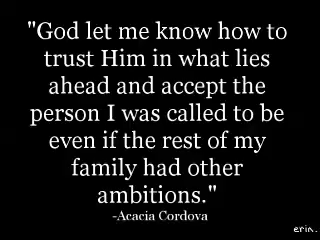 "God let me know how to
trust Him in what lies
ahead and accept the
person I was called to be
even if the rest of my
family had other
ambitions."
-Acacia Cordova
erin.